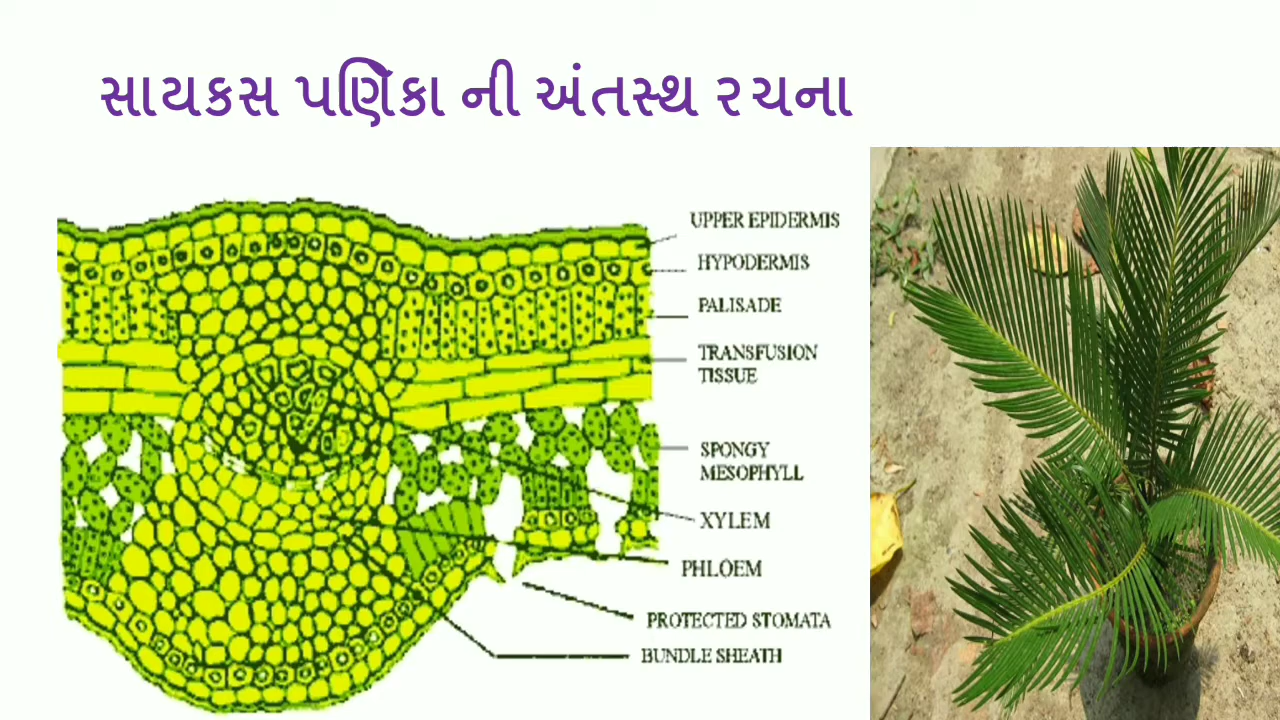 સાયકસ પર્ણિકા ની અંતસ્થ રચના
UPPER EPIDERMIS
HYPODERMIS
PALISADE
TRANSFUSION
TISSUE
SPONGY
MESOPHYLL
XYLEM
PHLOEM
PROTECTED STOMATA
BUNDLE SHEATH